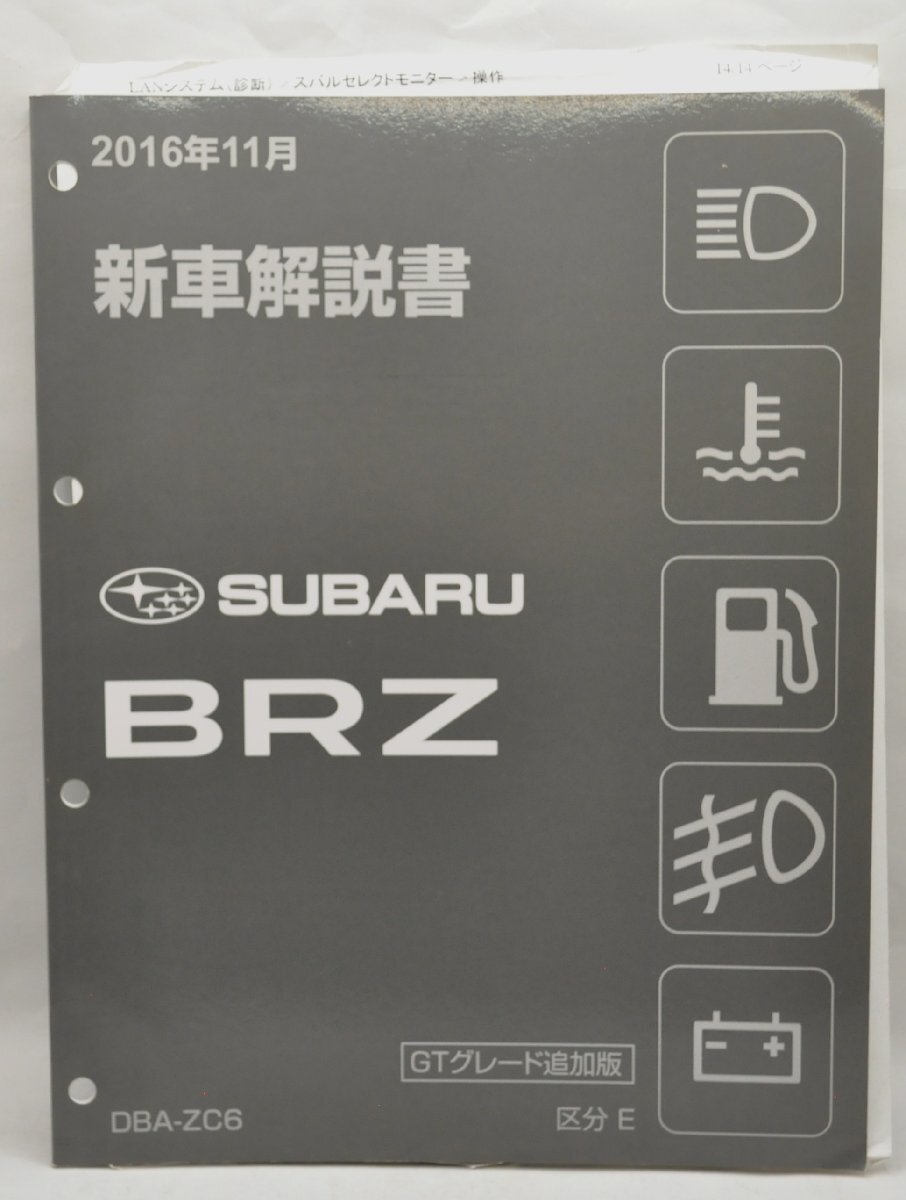 LANシステム(診断) > スバルセレクトモニター > 操作
14/14 ページ
2016年11月
新車解説書
SUBARU
BRZ
GTグレード追加版
DBA-ZC6
区分 E